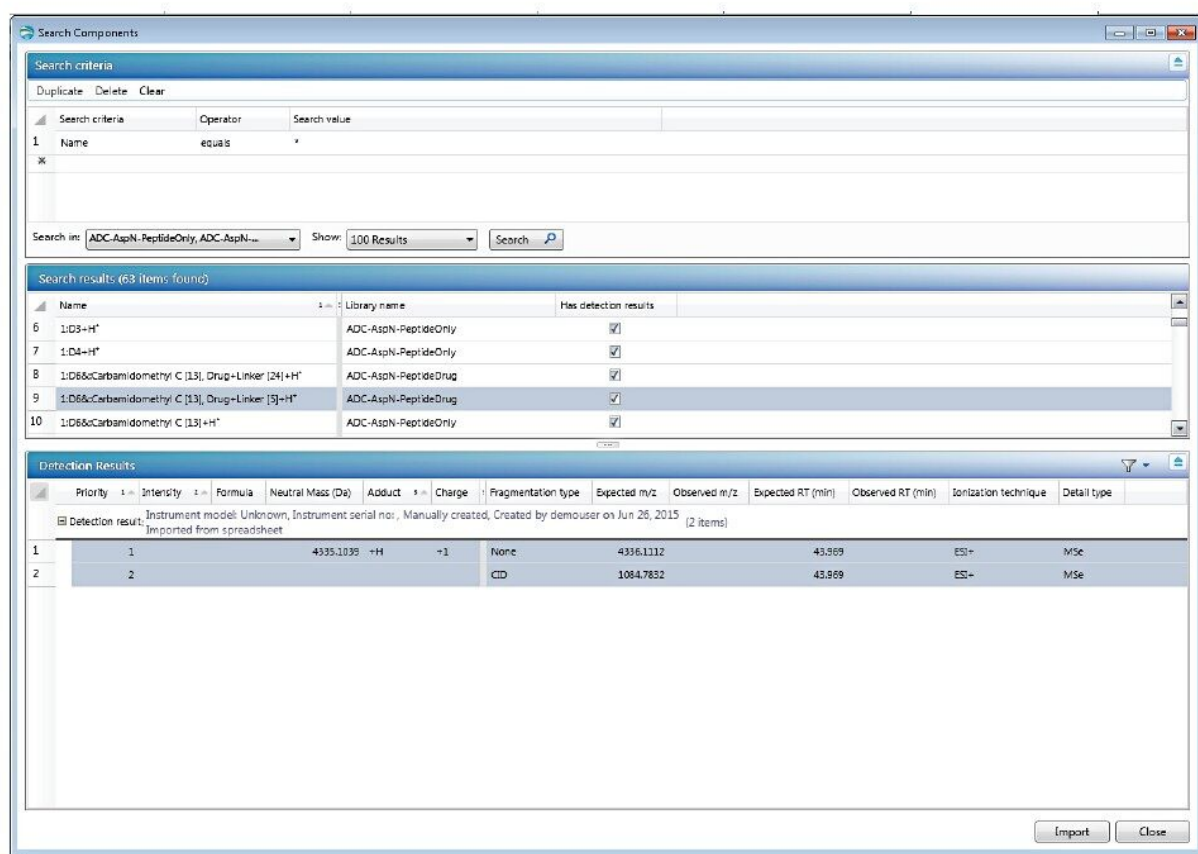 Search Components
Search criteria
Duplicate Delete Clear
Search criteria Operator Search value
1 Name equals *
Search in: ADC-AspN-PeptideOnly, ADC-AspN-... Show: 100 Results Search
Search results (63 items found)
Name 1 Library name Has detection results
6 1:D3+H⁺ ADC-AspN-PeptideOnly
7 1:D4+H⁺ ADC-AspN-PeptideOnly
8 1:D6&cCarbamidomethyl C [13], Drug+Linker [24]+H⁺ ADC-AspN-PeptideDrug
9 1:D6&cCarbamidomethyl C [13], Drug+Linker [5]+H⁺ ADC-AspN-PeptideDrug
10 1:D6&cCarbamidomethyl C [13]+H⁺ ADC-AspN-PeptideOnly
Detection Results
Priority 1 Intensity 2 Formula Neutral Mass (Da) Adduct Charge Fragmentation type Expected m/z Observed m/z Expected RT (min) Observed RT (min) Ionization technique Detail type
Detection result: Instrument model: Unknown, Instrument serial no: , Manually created, Created by demouser on Jun 26, 2015 (2 items)
Imported from spreadsheet
1 1 4335.1039 +H +1 None 4336.1112 43.969 ESI+ MSe
2 2 CID 1084.7832 43.969 ESI+ MSe
Import Close